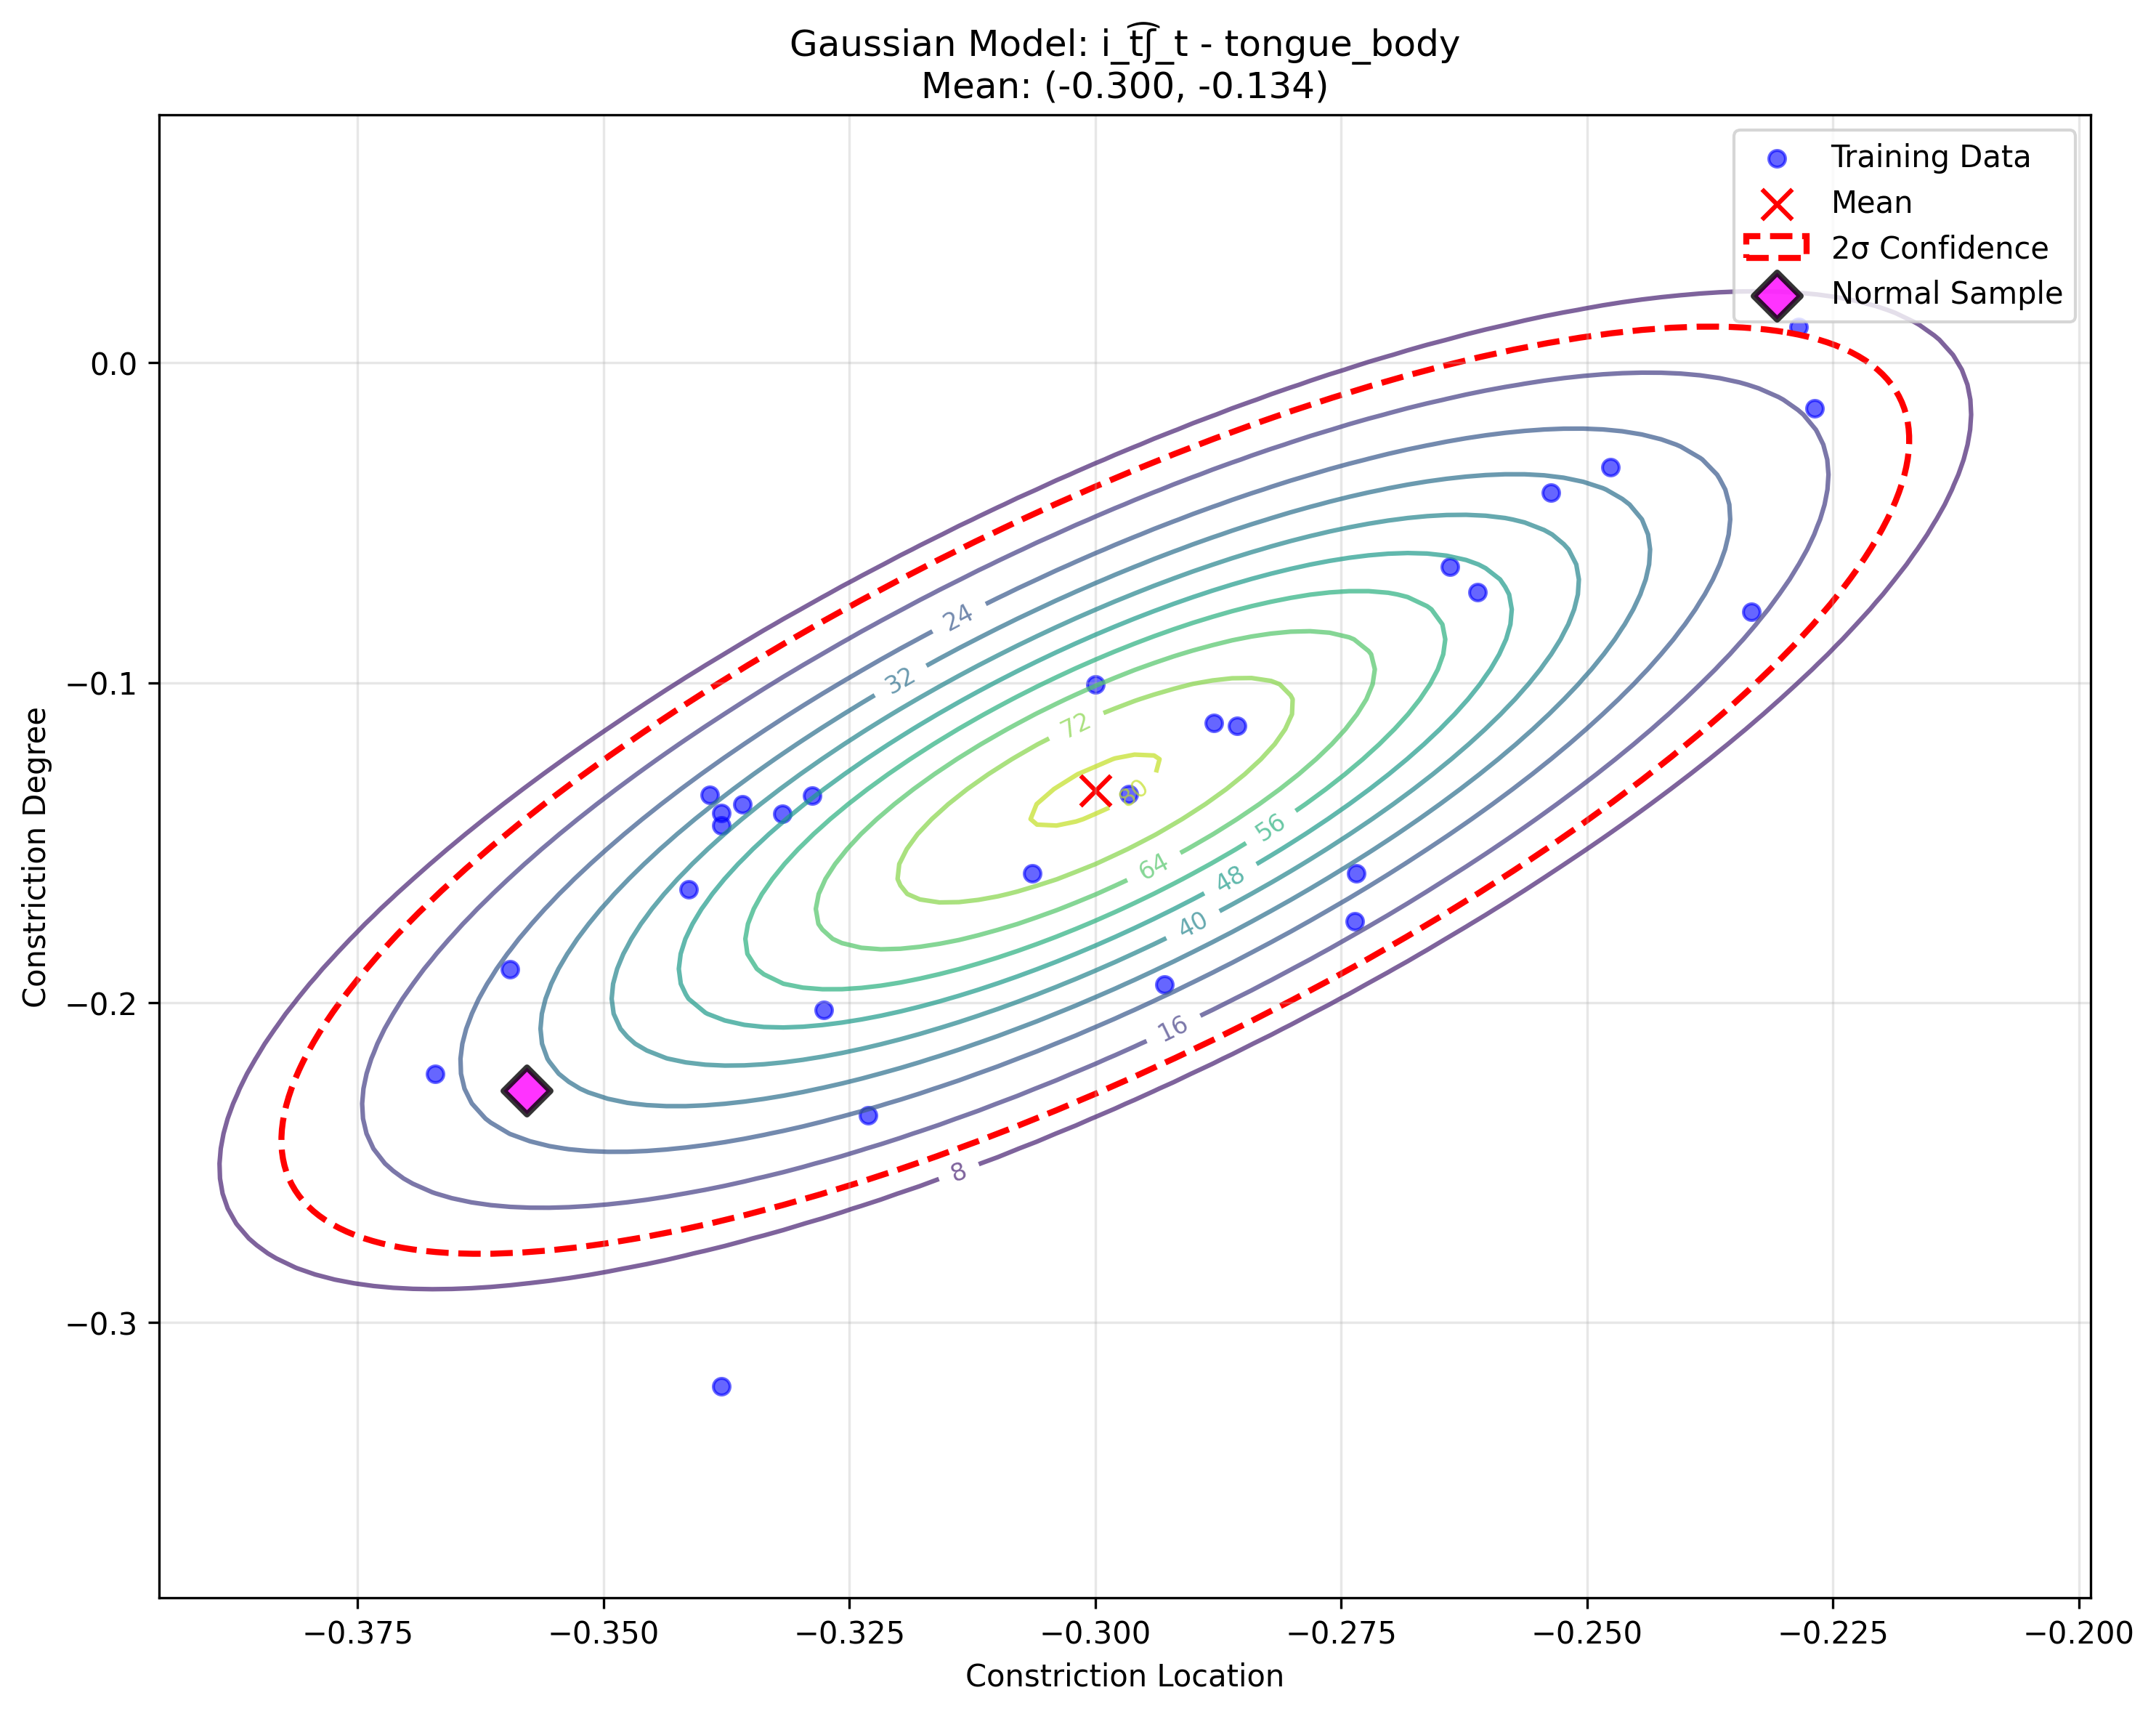 Gaussian Model: i_t͡ʃ_t - tongue_body
Mean: (-0.300, -0.134)
Training Data
Mean
2σ Confidence
Normal Sample
0.0
−0.1
−0.2
−0.3
Constriction Degree
24
32
72
80
56
64
48
40
16
8
−0.375
−0.350
−0.325
−0.300
−0.275
−0.250
−0.225
−0.200
Constriction Location